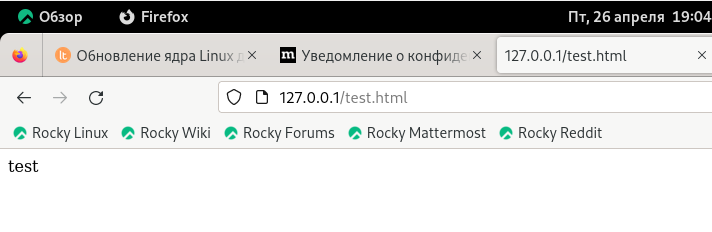 Обзор Firefox Пт, 26 апреля 19:04
Обновление ядра Linux д Уведомление о конфиде 127.0.0.1/test.html
127.0.0.1/test.html
Rocky Linux Rocky Wiki Rocky Forums Rocky Mattermost Rocky Reddit
test